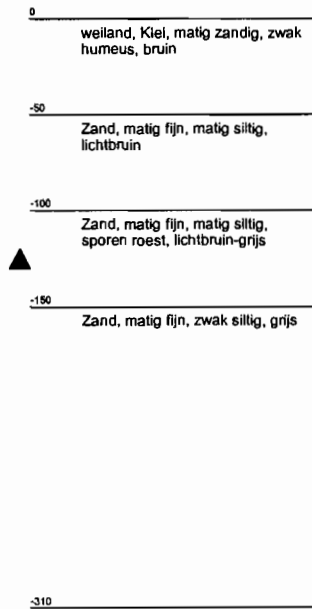 0
weiland, Klei, matig zandig, zwak
humeus, bruin
-50
Zand, matig fijn, matig siltig,
lichtbruin
-100
Zand, matig fijn, matig siltig,
sporen roest, lichtbruin-grijs
-150
Zand, matig fijn, zwak siltig, grijs
-310